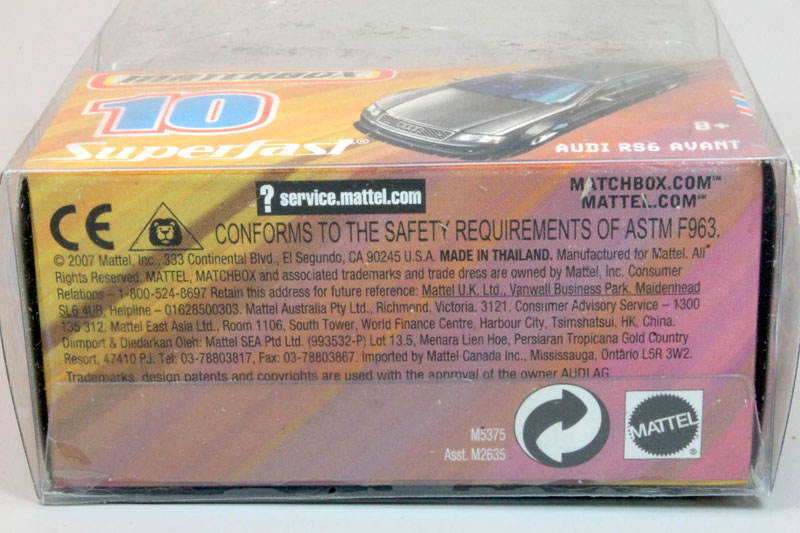 MATCHBOX
10
Superfast®
8+
AUDI RS6 AVANT
? service.mattel.com
MATCHBOX.COM™
MATTEL.COM™
CE
CONFORMS TO THE SAFETY REQUIREMENTS OF ASTM F963.
© 2007 Mattel, Inc., 333 Continental Blvd., El Segundo, CA 90245 U.S.A. MADE IN THAILAND. Manufactured for Mattel. All
Rights Reserved, MATTEL, MATCHBOX and associated trademarks and trade dress are owned by Mattel, Inc. Consumer
Relations – 1-800-524-8697 Retain this address for future reference: Mattel U.K. Ltd., Vanwall Business Park, Maidenhead
SL6 4UB, Helpline – 01628500303. Mattel Australia Pty Ltd., Richmond, Victoria. 3121. Consumer Advisory Service – 1300
135 312. Mattel East Asia Ltd., Room 1106, South Tower, World Finance Centre, Harbour City, Tsimshatsui, HK, China.
Diimport & Diedarkan Oleh: Mattel SEA Ptd Ltd. (993532-P) Lot 13.5, Menara Lien Hoe, Persiaran Tropicana Gold Country
Resort, 47410 PJ. Tel: 03-78803817, Fax: 03-78803867. Imported by Mattel Canada Inc., Mississauga, Ontario L5R 3W2.
Trademarks, design patents and copyrights are used with the approval of the owner AUDI AG.
M5375
Asst. M2635
MATTEL
®